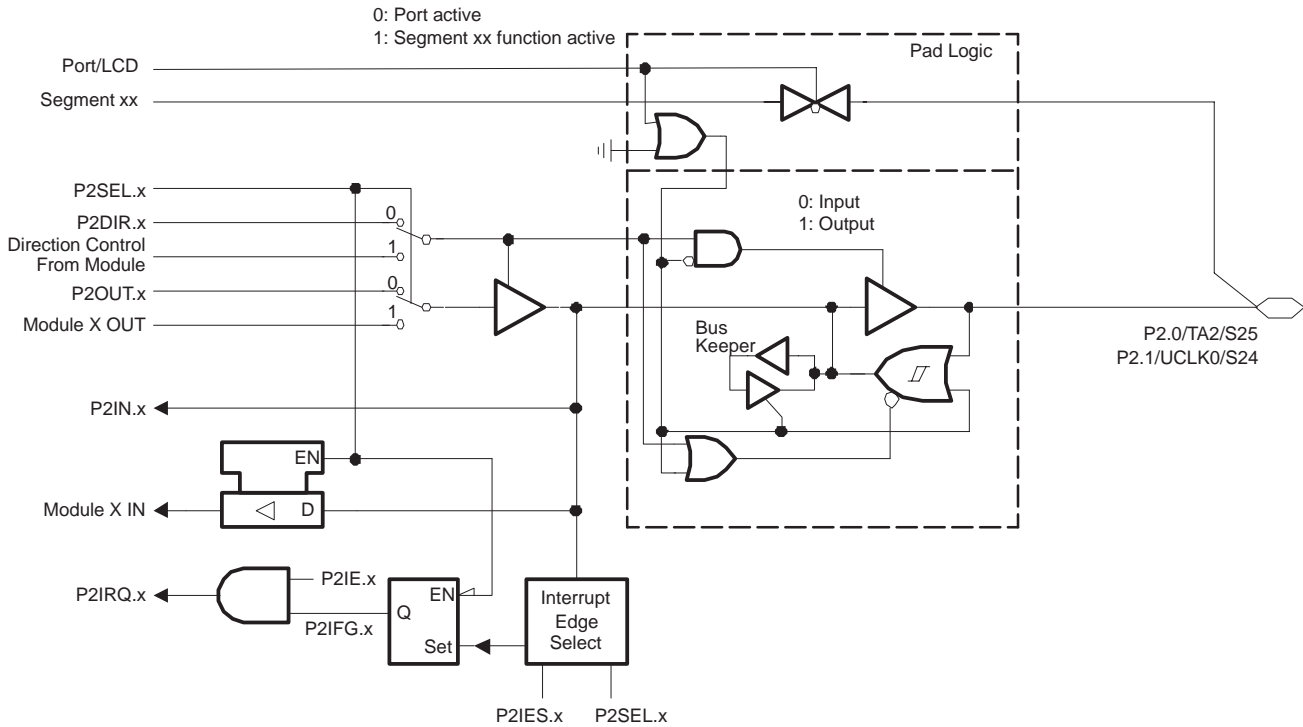 0: Port active
1: Segment xx function active
Pad Logic
Port/LCD
Segment xx
P2SEL.x
0
P2DIR.x
Direction Control
From Module
1
0
P2OUT.x
1
Module X OUT
0: Input
1: Output
Bus
Keeper
P2.0/TA2/S25
P2.1/UCLK0/S24
P2IN.x
EN
Module X IN
D
P2IE.x
P2IRQ.x
P2IFG.x
EN
Q
Set
Interrupt
Edge
Select
P2IES.x
P2SEL.x